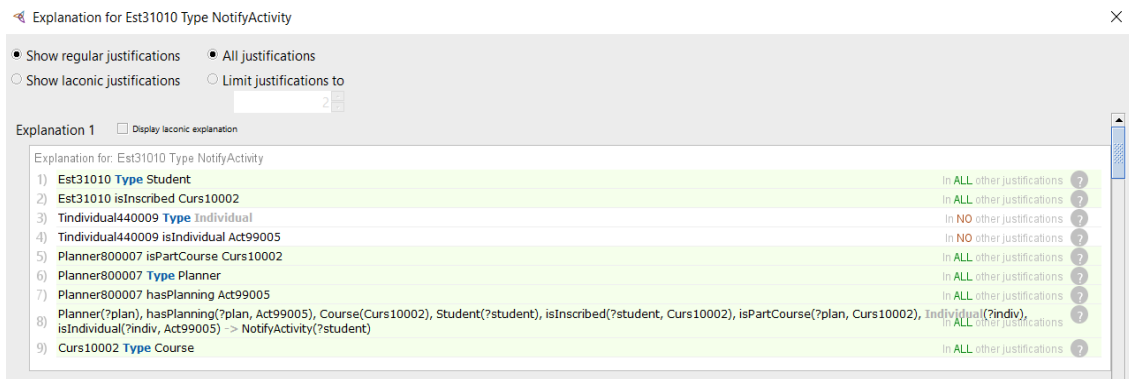 Explanation for Est31010 Type NotifyActivity
Show regular justifications All justifications
Show laconic justifications Limit justifications to
2
Explanation 1 Display laconic explanation
Explanation for: Est31010 Type NotifyActivity
1) Est31010 Type Student In ALL other justifications ?
2) Est31010 isInscribed Curs10002 In ALL other justifications ?
3) Tindividual440009 Type Individual In NO other justifications ?
4) Tindividual440009 isIndividual Act99005 In NO other justifications ?
5) Planner800007 isPartCourse Curs10002 In ALL other justifications ?
6) Planner800007 Type Planner In ALL other justifications ?
7) Planner800007 hasPlanning Act99005 In ALL other justifications ?
8) Planner(?plan), hasPlanning(?plan, Act99005), Course(Curs10002), Student(?student), isInscribed(?student, Curs10002), isPartCourse(?plan, Curs10002), Individual(?indiv),
isIndividual(?indiv, Act99005) -> NotifyActivity(?student) In ALL other justifications ?
9) Curs10002 Type Course In ALL other justifications ?